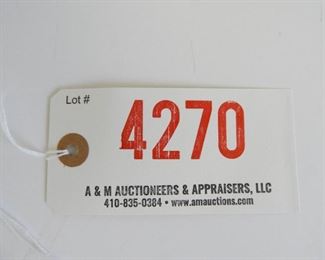 Lot #
4270
A & M AUCTIONEERS & APPRAISERS, LLC
410-835-0384 • www.amauctions.com